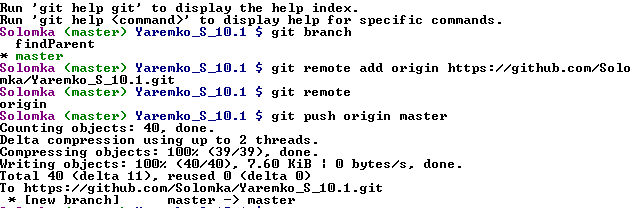 Run 'git help git' to display the help index.
Run 'git help <command>' to display help for specific commands.
Solomka (master) Yaremko_S_10.1 $ git branch
  findParent
* master
Solomka (master) Yaremko_S_10.1 $ git remote add origin https://github.com/Solo
mka/Yaremko_S_10.1.git
Solomka (master) Yaremko_S_10.1 $ git remote
origin
Solomka (master) Yaremko_S_10.1 $ git push origin master
Counting objects: 40, done.
Delta compression using up to 2 threads.
Compressing objects: 100% (39/39), done.
Writing objects: 100% (40/40), 7.60 KiB | 0 bytes/s, done.
Total 40 (delta 11), reused 0 (delta 0)
To https://github.com/Solomka/Yaremko_S_10.1.git
 * [new branch]      master -> master